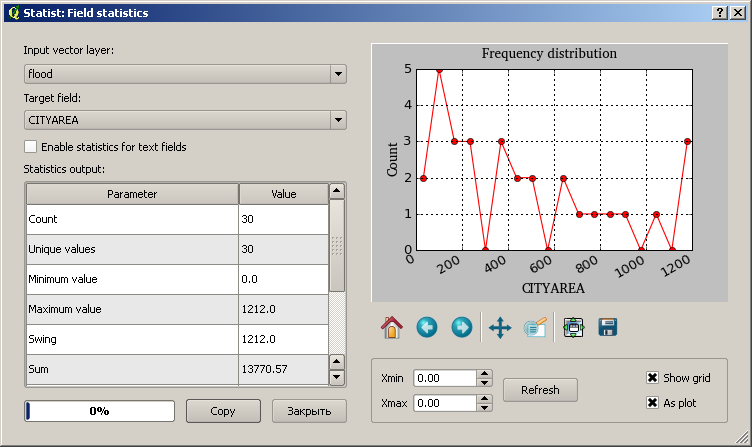 Statist: Field statistics
Input vector layer:
flood
Target field:
CITYAREA
Enable statistics for text fields
Statistics output:
Parameter Value
Count 30
Unique values 30
Minimum value 0.0
Maximum value 1212.0
Swing 1212.0
Sum 13770.57
0%
Copy
Закрыть
Frequency distribution
5
4
3
2
1
0
Count
0 200 400 600 800 1000 1200
CITYAREA
Xmin 0.00
Xmax 0.00
Refresh
Show grid
As plot